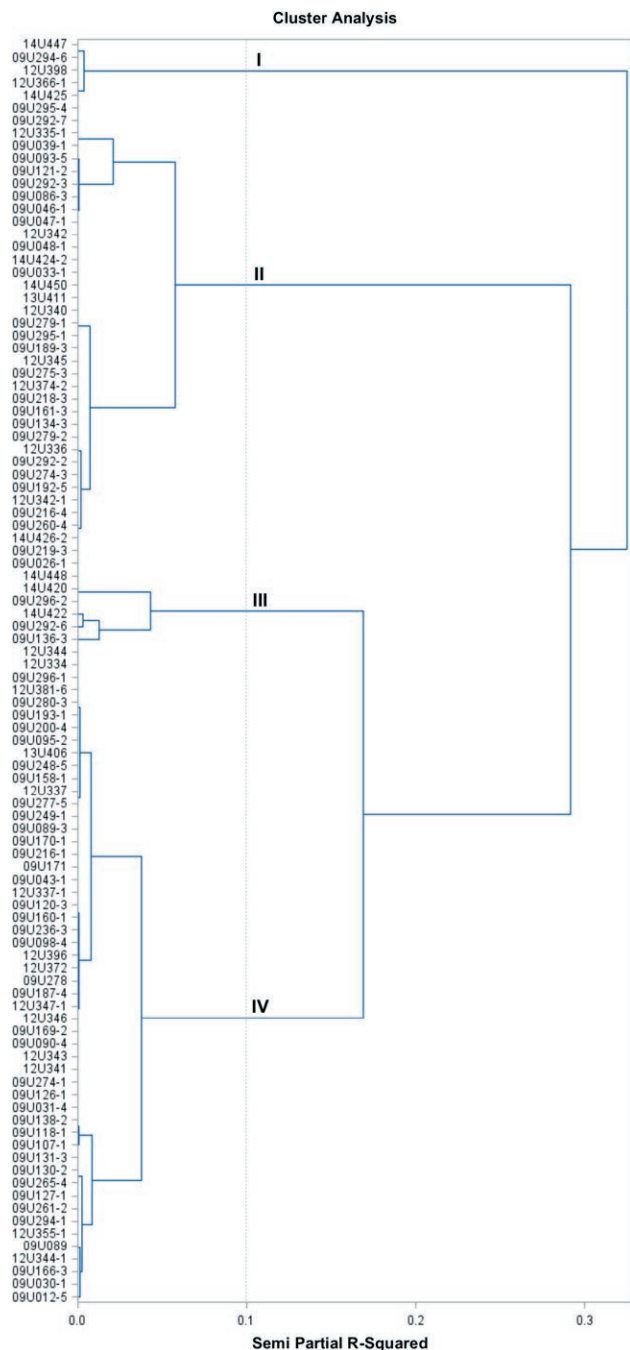 Cluster Analysis
14U447
09U294-6
12U398
12U366-1
14U425
09U295-4
09U292-7
12U335-1
09U039-1
09U093-5
09U121-2
09U292-3
09U086-3
09U046-1
09U047-1
12U342
09U048-1
14U424-2
09U033-1
14U450
13U411
12U340
09U279-1
09U295-1
09U189-3
12U345
09U275-3
12U374-2
09U218-3
09U161-3
09U134-3
09U279-2
12U336
09U292-2
09U274-3
09U192-5
12U342-1
09U216-4
09U260-4
14U426-2
09U219-3
09U026-1
14U448
14U420
09U296-2
14U422
09U292-6
09U136-3
12U344
12U334
09U296-1
12U381-6
09U280-3
09U193-1
09U200-4
09U095-2
13U406
09U248-5
09U158-1
12U337
09U277-5
09U249-1
09U089-3
09U170-1
09U216-1
09U171
09U043-1
12U337-1
09U120-3
09U160-1
09U236-3
09U098-4
12U396
12U372
09U278
09U187-4
12U347-1
12U346
09U169-2
09U090-4
12U343
12U341
09U274-1
09U126-1
09U031-4
09U138-2
09U118-1
09U107-1
09U131-3
09U130-2
09U265-4
09U127-1
09U261-2
09U294-1
12U355-1
09U089
12U344-1
09U166-3
09U030-1
09U012-5
I
II
III
IV
0.0 0.1 0.2 0.3
Semi Partial R-Squared